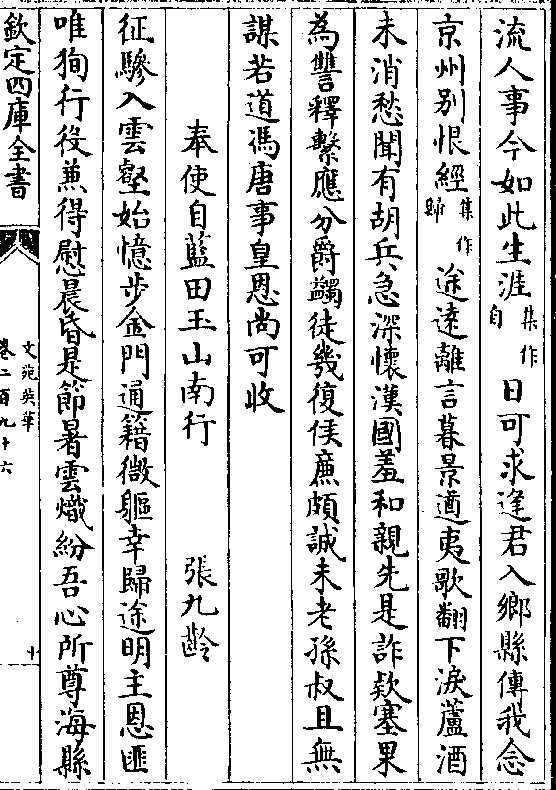 流人事今如此生涯集作自日可求逢君入鄉縣傳我念
京州别恨經集作歸途遠離言暮景遒夷歌翻下淚蘆酒
未消愁聞有胡兵急深懷漢國羞和親先是詐欵塞果
為讐釋繫應分爵蠲徒幾復侯㢘頗誠未老孫叔且無
謀若道馮唐事皇恩尚可收
奉使自藍田玉山南行 張九齡
征驂入雲壑始憶步金門通籍微軀幸歸途明主恩匪
唯狥行役兼得慰晨昏是節暑雲熾紛吾心所尊海縣
欽定四庫全書
文苑英華
卷二百九十六
十